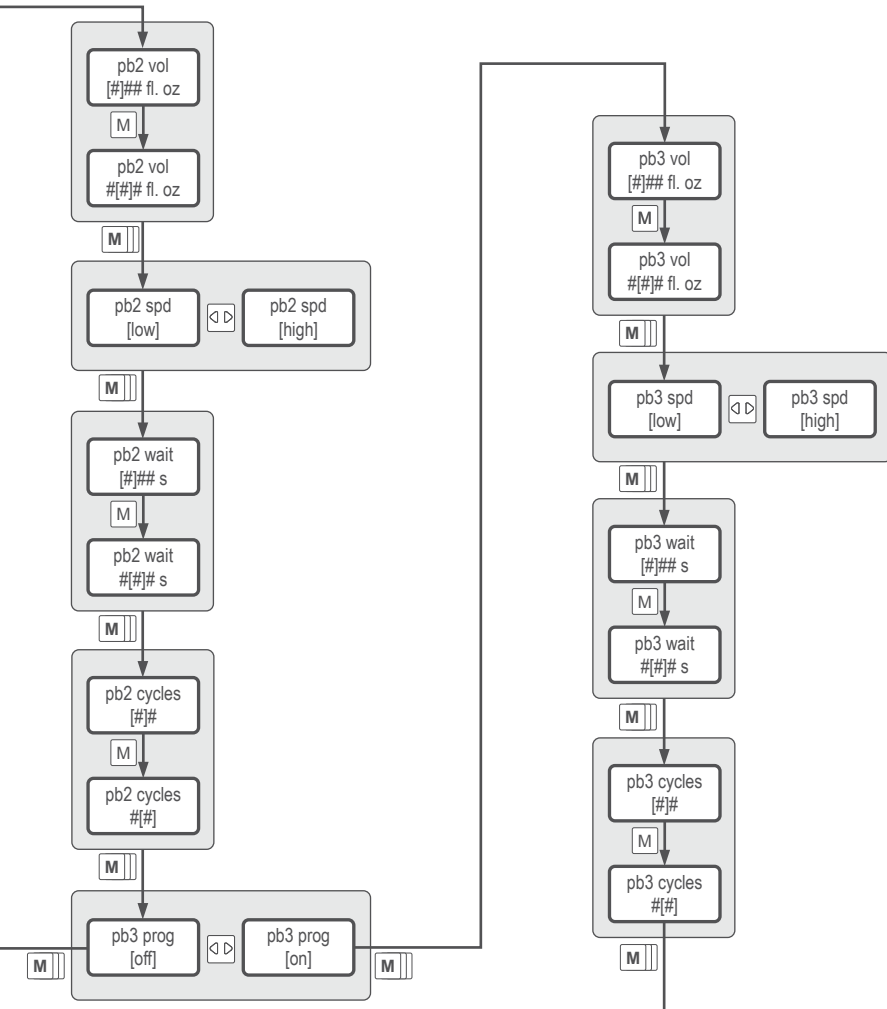 pb2 vol
[#]## fl. oz
M
pb2 vol
#[#]# fl. oz
M
pb2 spd
[low]
pb2 spd
[high]
M
pb2 wait
[#]## s
M
pb2 wait
#[#]# s
M
pb2 cycles
[#]#
M
pb2 cycles
#[#]
M
pb3 prog
[off]
pb3 prog
[on]
M
M
pb3 vol
[#]## fl. oz
M
pb3 vol
#[#]# fl. oz
M
pb3 spd
[low]
pb3 spd
[high]
M
pb3 wait
[#]## s
M
pb3 wait
#[#]# s
M
pb3 cycles
[#]#
M
pb3 cycles
#[#]
M